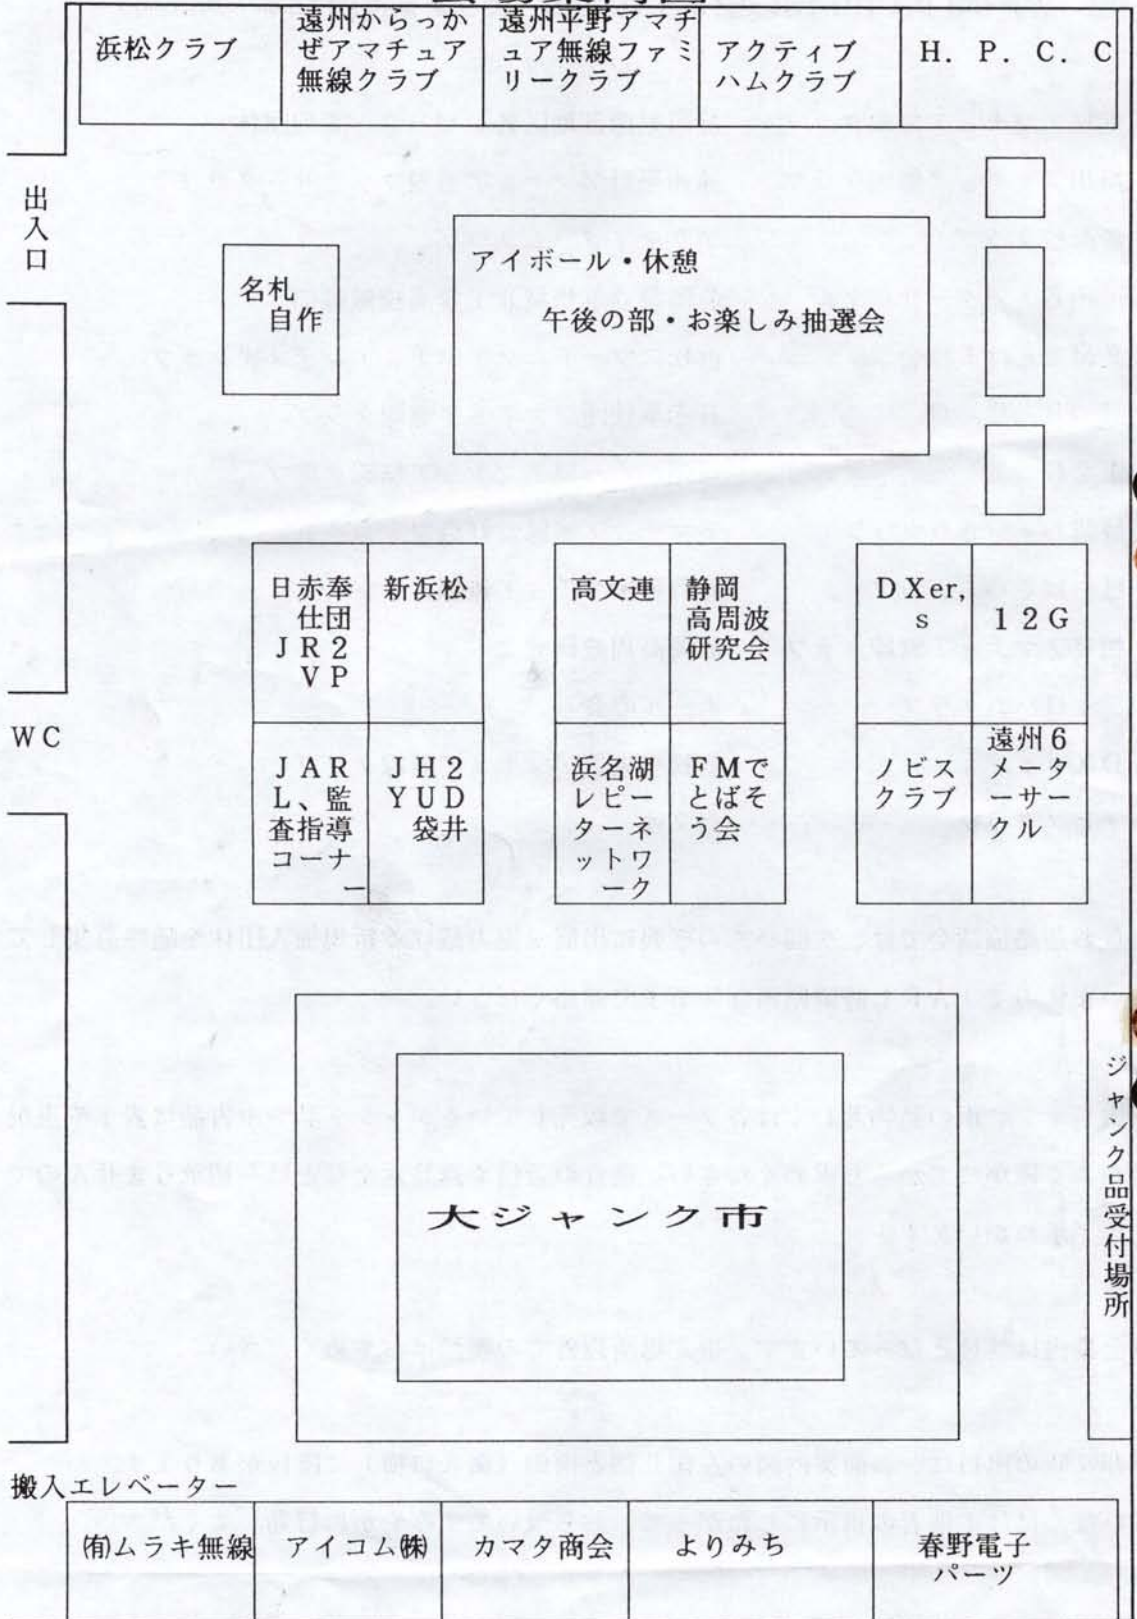 浜松クラブ
遠州からっか
ぜアマチュア
無線クラブ
遠州平野アマチ
ュア無線ファミ
リークラブ
アクティブ
ハムクラブ
H．P．C．C
出入口
名札
自作
アイボール・休憩
午後の部・お楽しみ抽選会
日赤奉
仕団
JR2
VP
新浜松
高文連
静岡
高周波
研究会
DXer,
s
12G
WC
JAR
L、監
査指導
コーナ
ー
JH2
YUD
袋井
浜名湖
レピー
ターネ
ットワ
ーク
FMで
とばそ
う会
ノビス
クラブ
遠州6
メータ
ーサー
クル
大ジャンク市
ジャンク品受付場所
搬入エレベーター
㈲ムラキ無線
アイコム㈱
カマタ商会
よりみち
春野電子
パーツ